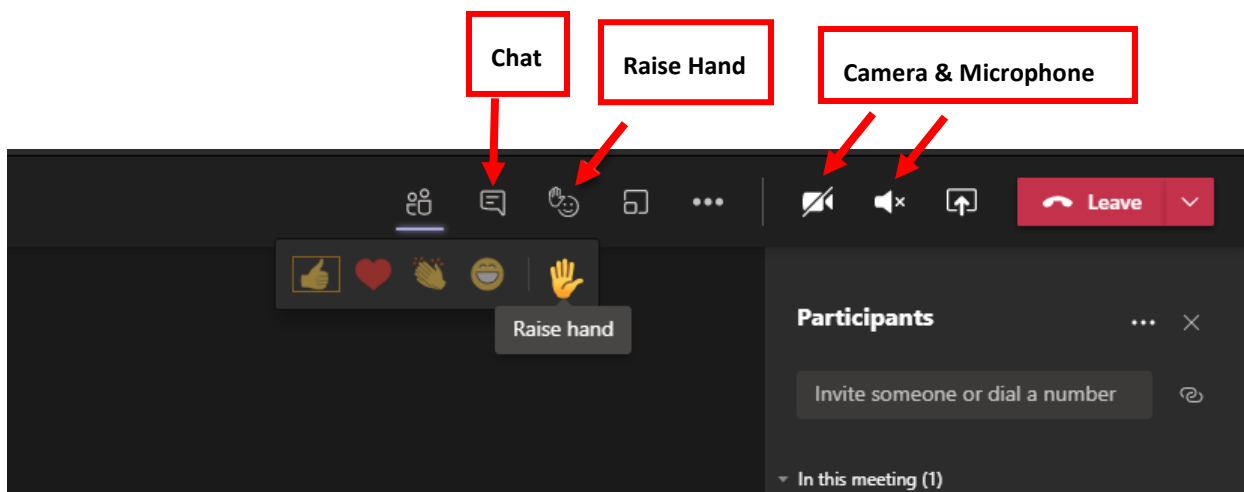 Chat
Raise Hand
Camera & Microphone
Leave
Raise hand
Participants
Invite someone or dial a number
In this meeting (1)